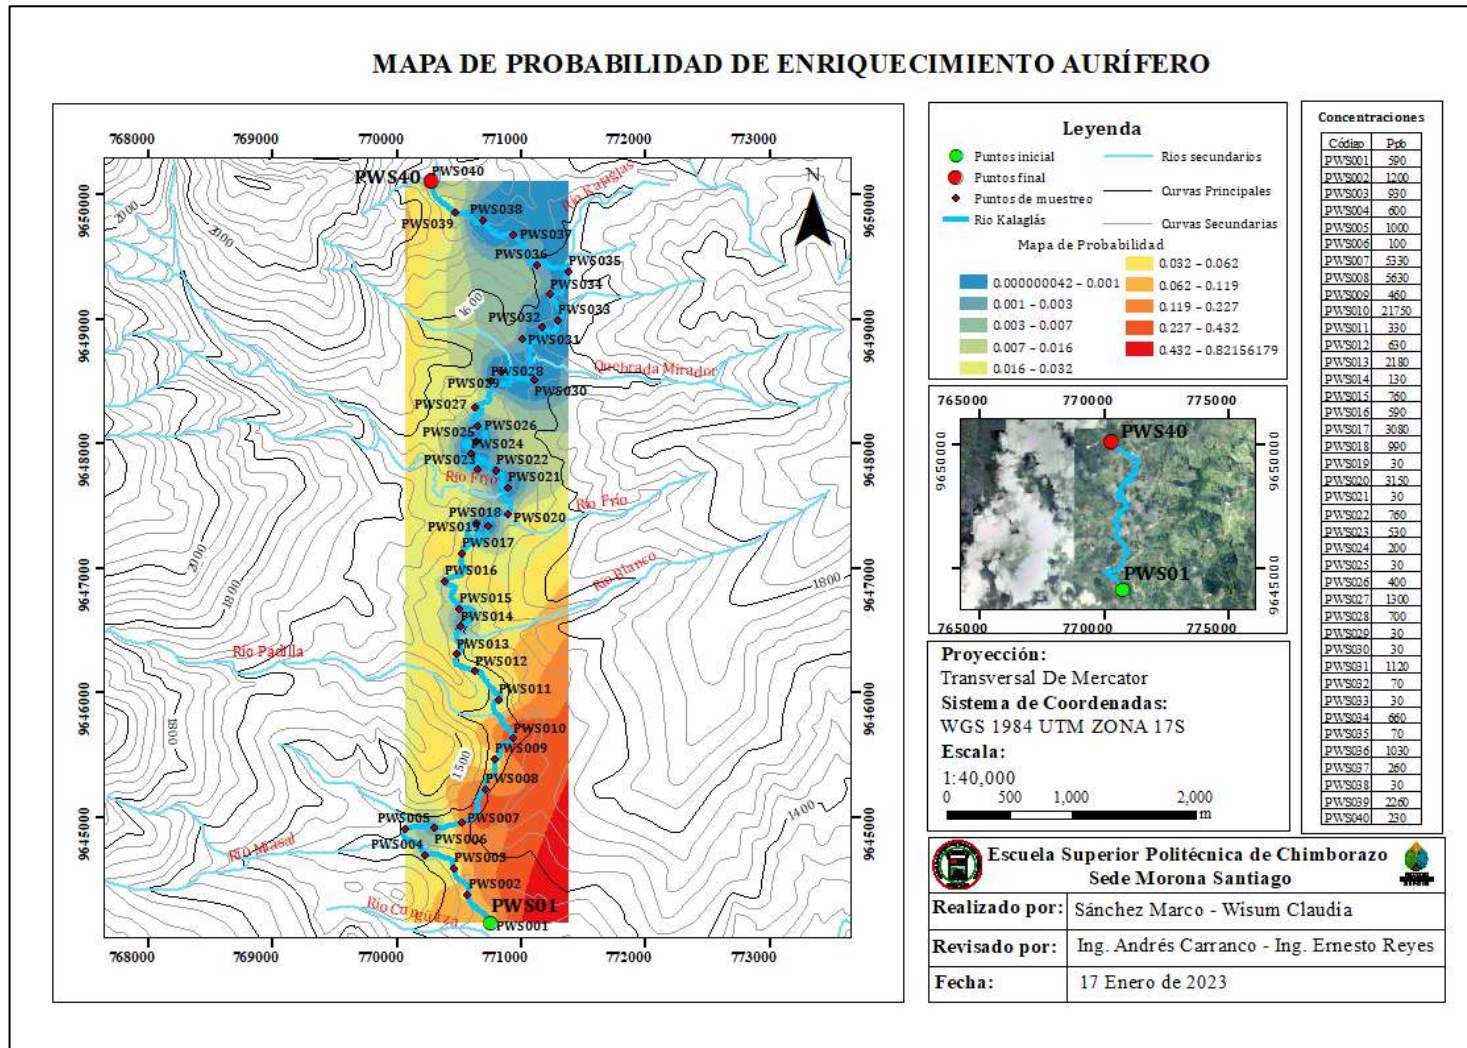 MAPA DE PROBABILIDAD DE ENRIQUECIMIENTO AURÍFERO
768000 769000 770000 771000 772000 773000
9650000
9649000
9648000
9647000
9646000
9645000
9650000
9649000
9648000
9647000
9646000
9645000
768000 769000 770000 771000 772000 773000
N
PWS40
PWS040
PWS039
PWS038
PWS037
PWS036
PWS035
PWS034
PWS033
PWS032
PWS031
PWS028
PWS029
PWS030
PWS027
PWS026
PWS025
PWS024
PWS023
PWS022
PWS021
PWS018
PWS020
PWS019
PWS017
PWS016
PWS015
PWS014
PWS013
PWS012
PWS011
PWS010
PWS009
PWS008
PWS007
PWS005
PWS006
PWS004
PWS003
PWS002
PWS01
PWS001
Río Kalaglas
Quebrada Mirador
Río Frío
Río Frío
Río Blanco
Río Padilla
Río Mirasal
2000
2000
1600
2000
1800
1800
1800
1500
1400
Leyenda
Puntos inicial
Puntos final
Puntos de muestreo
Río Kalaglás
Rios secundarios
Curvas Principales
Curvas Secundarias
Mapa de Probabilidad
0.000000042 - 0.001
0.001 - 0.003
0.003 - 0.007
0.007 - 0.016
0.016 - 0.032
0.032 - 0.062
0.062 - 0.119
0.119 - 0.227
0.227 - 0.432
0.432 - 0.82156179
Concentraciones
Código Ppb
PWS001 590
PWS002 1200
PWS003 930
PWS004 600
PWS005 1000
PWS006 100
PWS007 5330
PWS008 5630
PWS009 460
PWS010 21750
PWS011 330
PWS012 630
PWS013 2180
PWS014 130
PWS015 760
PWS016 590
PWS017 3080
PWS018 990
PWS019 30
PWS020 3150
PWS021 30
PWS022 760
PWS023 530
PWS024 200
PWS025 30
PWS026 400
PWS027 1300
PWS028 700
PWS029 30
PWS030 30
PWS031 1120
PWS032 70
PWS033 30
PWS034 660
PWS035 70
PWS036 1030
PWS037 260
PWS038 30
PWS039 2260
PWS040 230
765000 770000 775000
9650000
9645000
9650000
9645000
PWS40
PWS01
765000 770000 775000
Proyección:
Transversal De Mercator
Sistema de Coordenadas:
WGS 1984 UTM ZONA 17S
Escala:
1:40,000
0 500 1,000 2,000
m
Escuela Superior Politécnica de Chimborazo
Sede Morona Santiago
Realizado por: Sánchez Marco - Wisum Claudia
Revisado por: Ing. Andrés Carranco - Ing. Ernesto Reyes
Fecha: 17 Enero de 2023